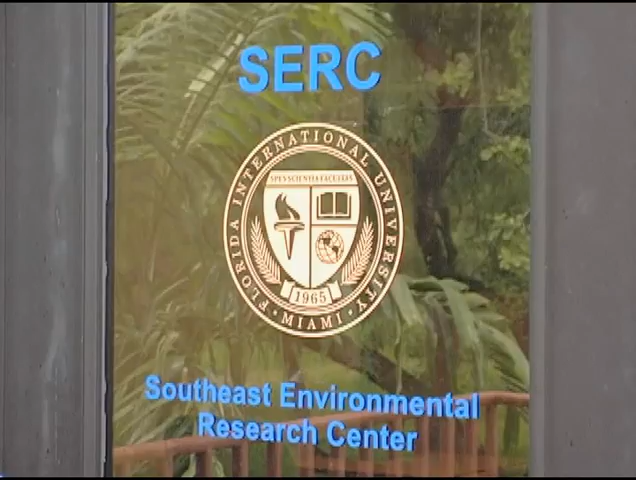 SERC
FLORIDA INTERNATIONAL UNIVERSITY
SPES SCIENTIA FACULTAS
1965
• MIAMI •
Southeast Environmental
Research Center